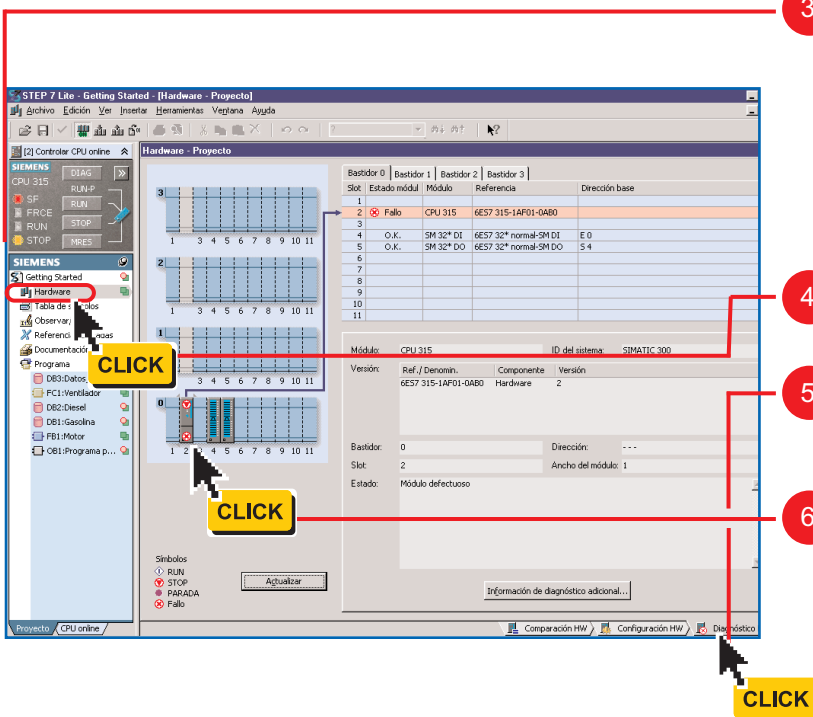 3
STEP 7 Lite - Getting Started - [Hardware - Proyecto]
Archivo Edición Ver Insertar Herramientas Ventana Ayuda
?
[2] Controlar CPU online
Hardware - Proyecto
SIEMENS
CPU 315
SF
FRCE
RUN
STOP
DIAG
RUN-P
RUN
STOP
MRES
SIEMENS
Getting Started
Hardware
Tabla de
Observar/
Documentación
Programa
DB3:Datos
FC1:Ventilador
DB2:Diesel
DB1:Gasolina
FB1:Motor
OB1:Programa p...
CLICK
3
1 3 4 5 6 7 8 9 10 11
2
1 3 4 5 6 7 8 9 10 11
1
3 4 5 6 7 8 9 10 11
0
1 2 3 4 5 6 7 8 9 10 11
CLICK
Símbolos
RUN
STOP
PARADA
Fallo
Actualizar
Bastidor 0 Bastidor 1 Bastidor 2 Bastidor 3
Slot Estado módul Módulo Referencia Dirección base
1
2 Fallo CPU 315 6ES7 315-1AF01-0AB0
3
4 O.K. SM 32* DI 6ES7 32* normal-SM DI E 0
5 O.K. SM 32* DO 6ES7 32* normal-SM DO S 4
6
7
8
9
10
11
4
Módulo: CPU 315 ID del sistema: SIMATIC 300
Versión: Ref./ Denomin. Componente Versión
6ES7 315-1AF01-0AB0 Hardware 2
5
Bastidor: 0 Dirección: - - -
Slot: 2 Ancho del módulo: 1
Estado: Módulo defectuoso
6
Información de diagnóstico adicional...
Proyecto CPU online
Comparación HW Configuración HW Diagnóstico
CLICK